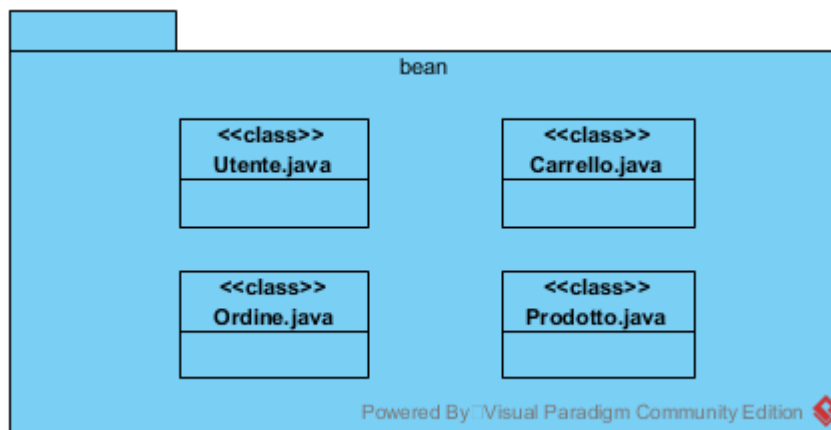 bean
<<class>>
Utente.java
<<class>>
Carrello.java
<<class>>
Ordine.java
<<class>>
Prodotto.java
Powered By Visual Paradigm Community Edition